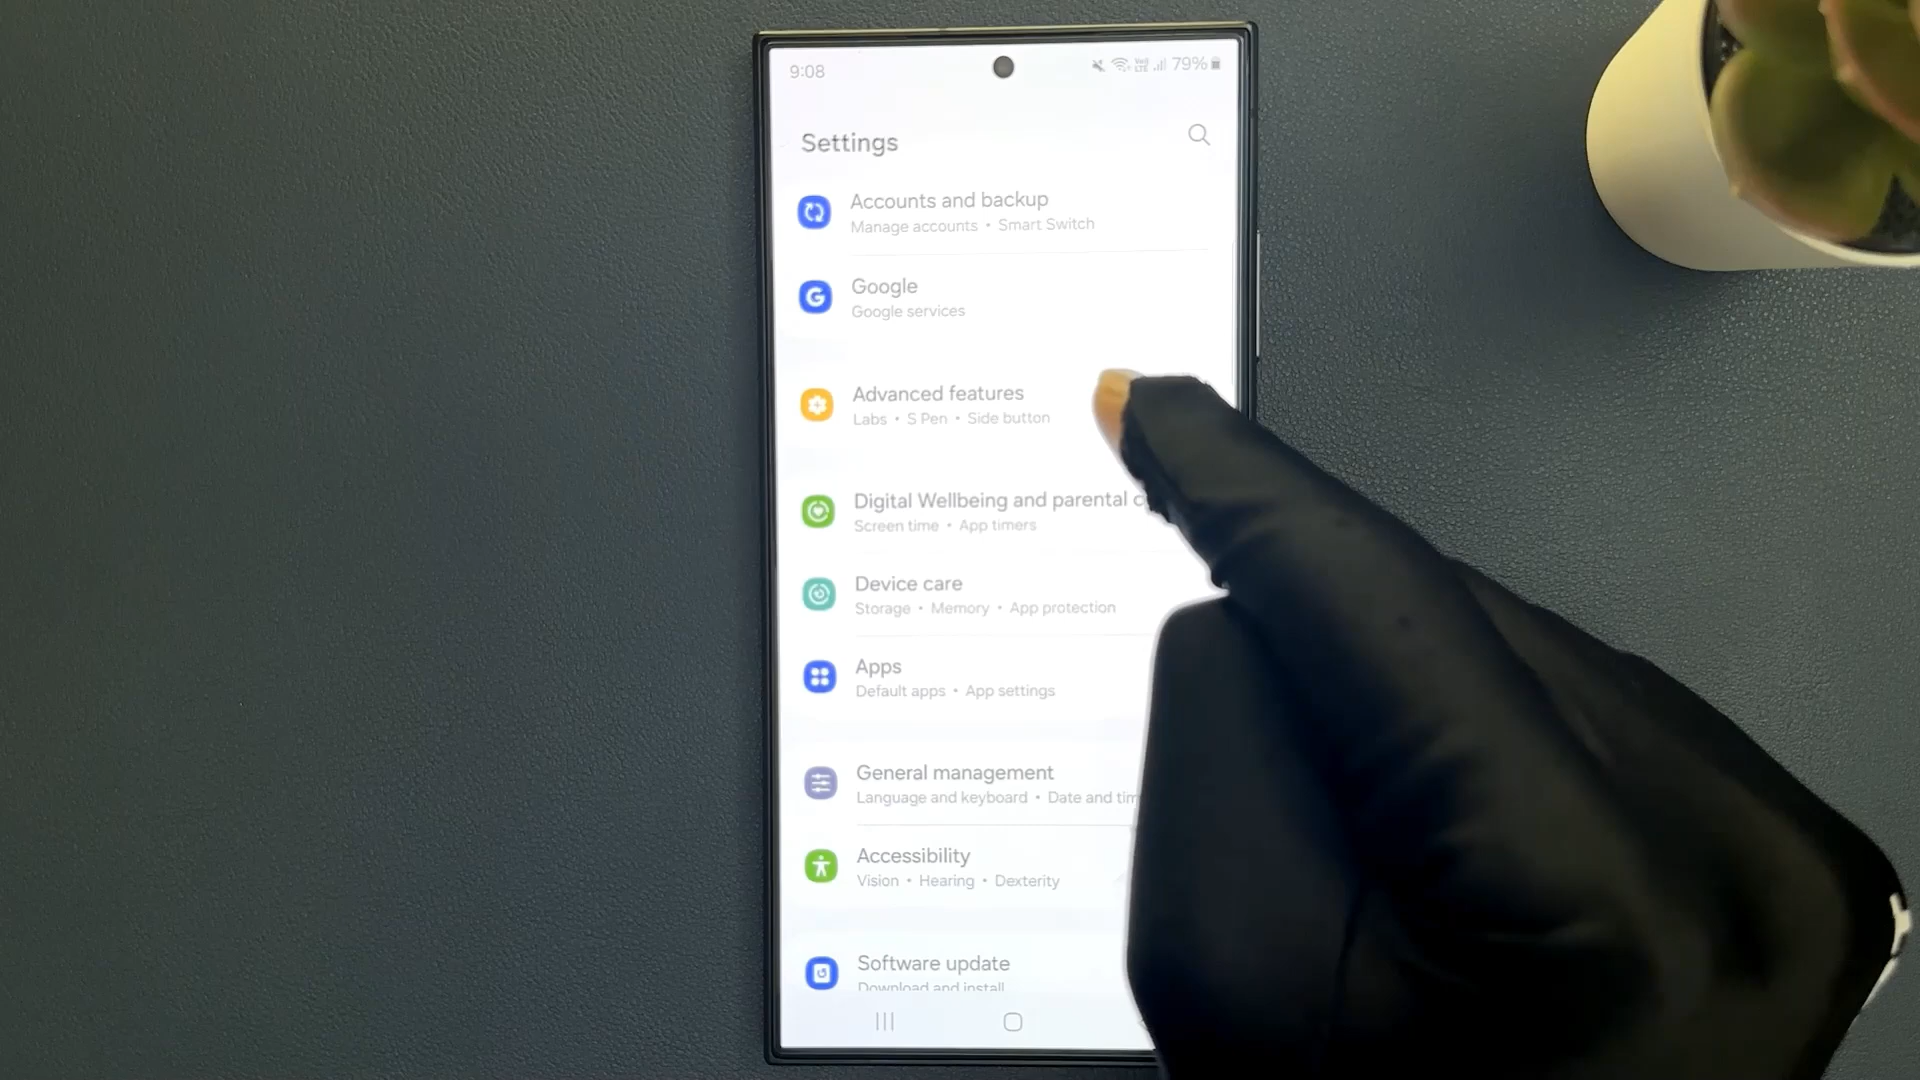 9:08
79%
Settings
Accounts and backup
Manage accounts • Smart Switch
Google
Google services
Advanced features
Labs • S Pen • Side button
Digital Wellbeing and parental
Screen time • App timers
Device care
Storage • Memory • App protection
Apps
Default apps • App settings
General management
Language and keyboard • Date and
Accessibility
Vision • Hearing • Dexterity
Software update
Download and install